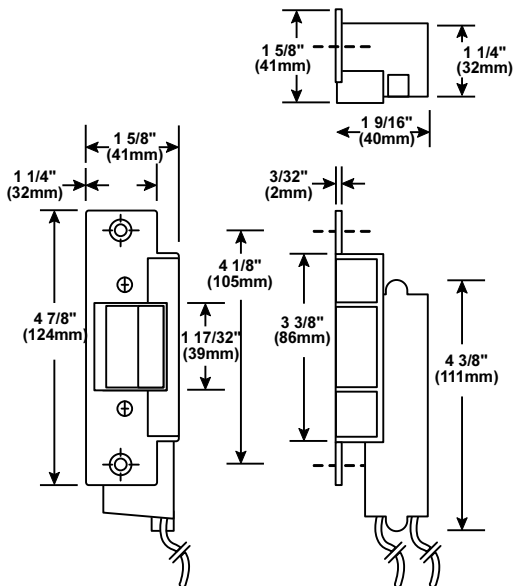 1 5/8"
(41mm)
1 1/4"
(32mm)
1 9/16"
(40mm)
1 5/8"
(41mm)
1 1/4"
(32mm)
3/32"
(2mm)
4 1/8"
(105mm)
4 7/8"
(124mm)
1 17/32"
(39mm)
3 3/8"
(86mm)
4 3/8"
(111mm)